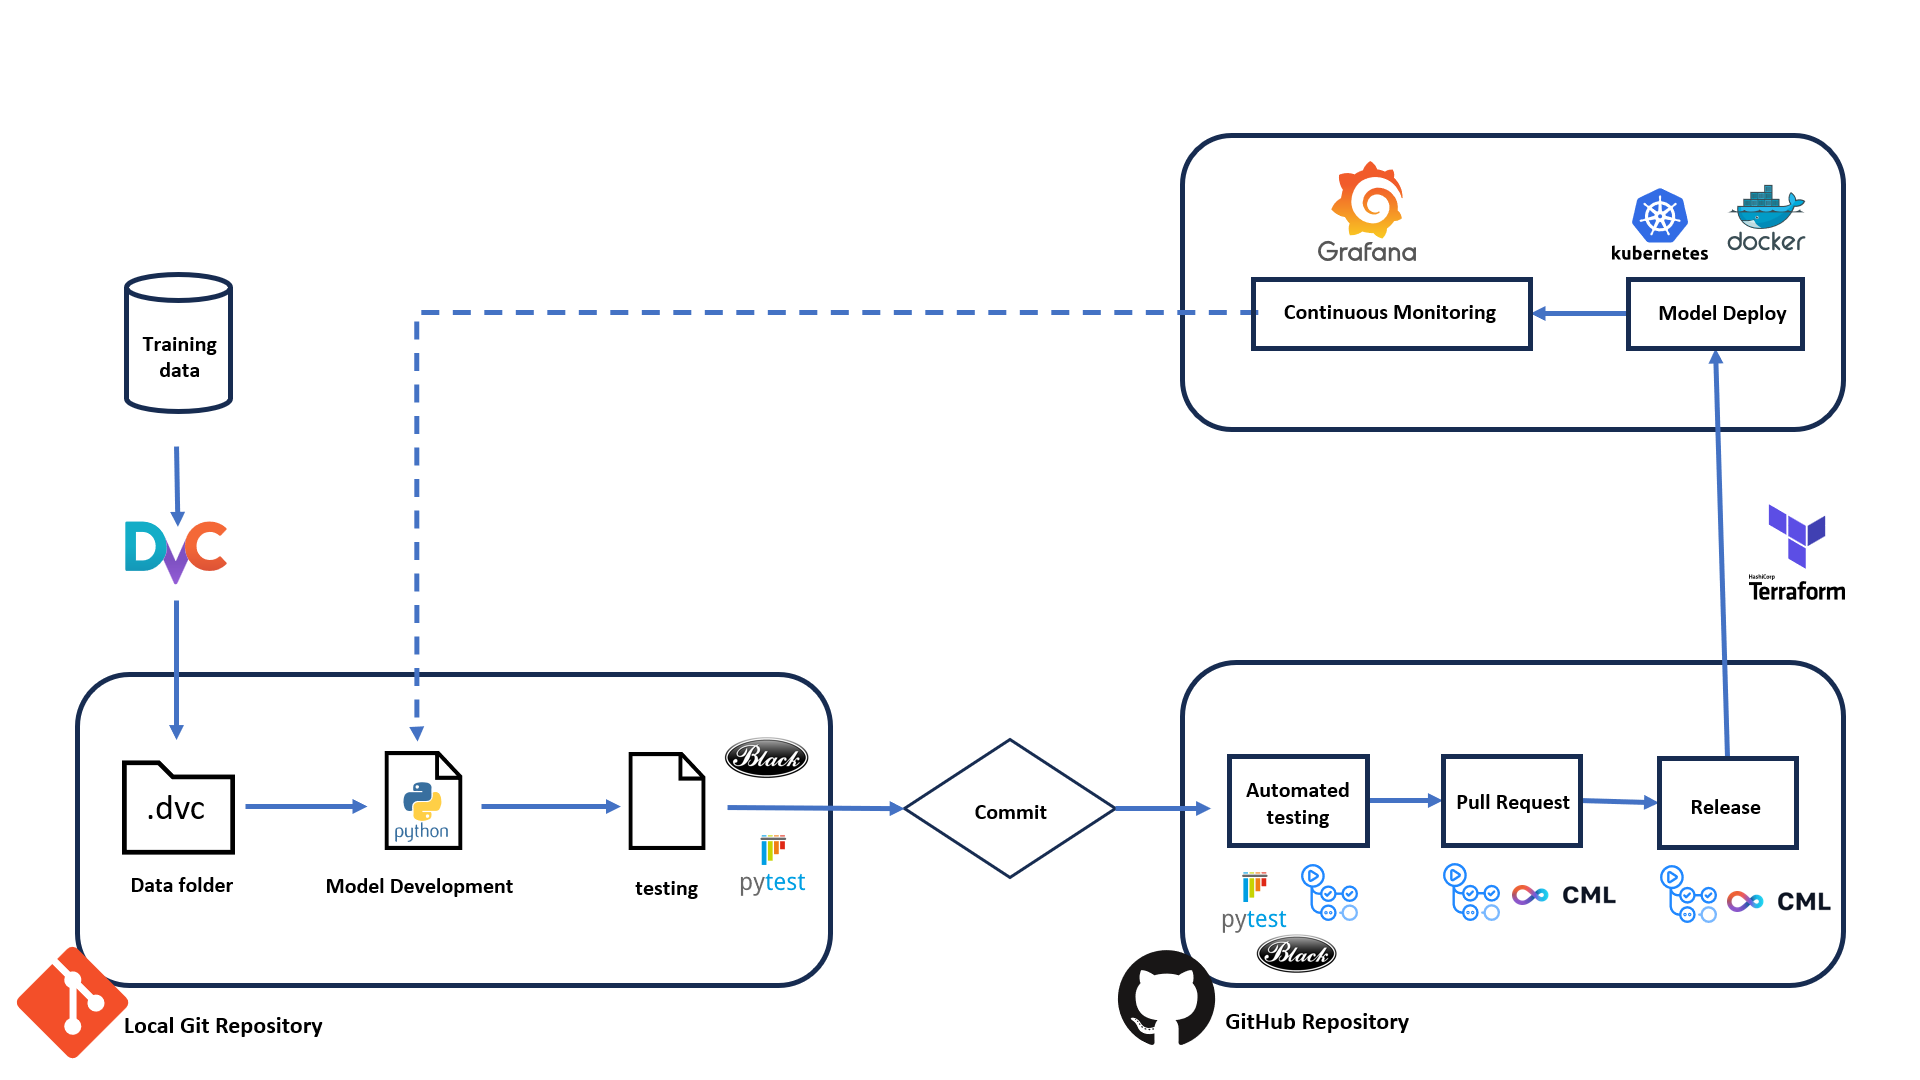 Grafana
kubernetes
docker
Continuous Monitoring
Model Deploy
Training
data
DVC
HashiCorp
Terraform
.dvc
python
Black
pytest
Data folder
Model Development
testing
Commit
Automated
testing
Pull Request
Release
pytest
Black
CML
CML
Local Git Repository
GitHub Repository